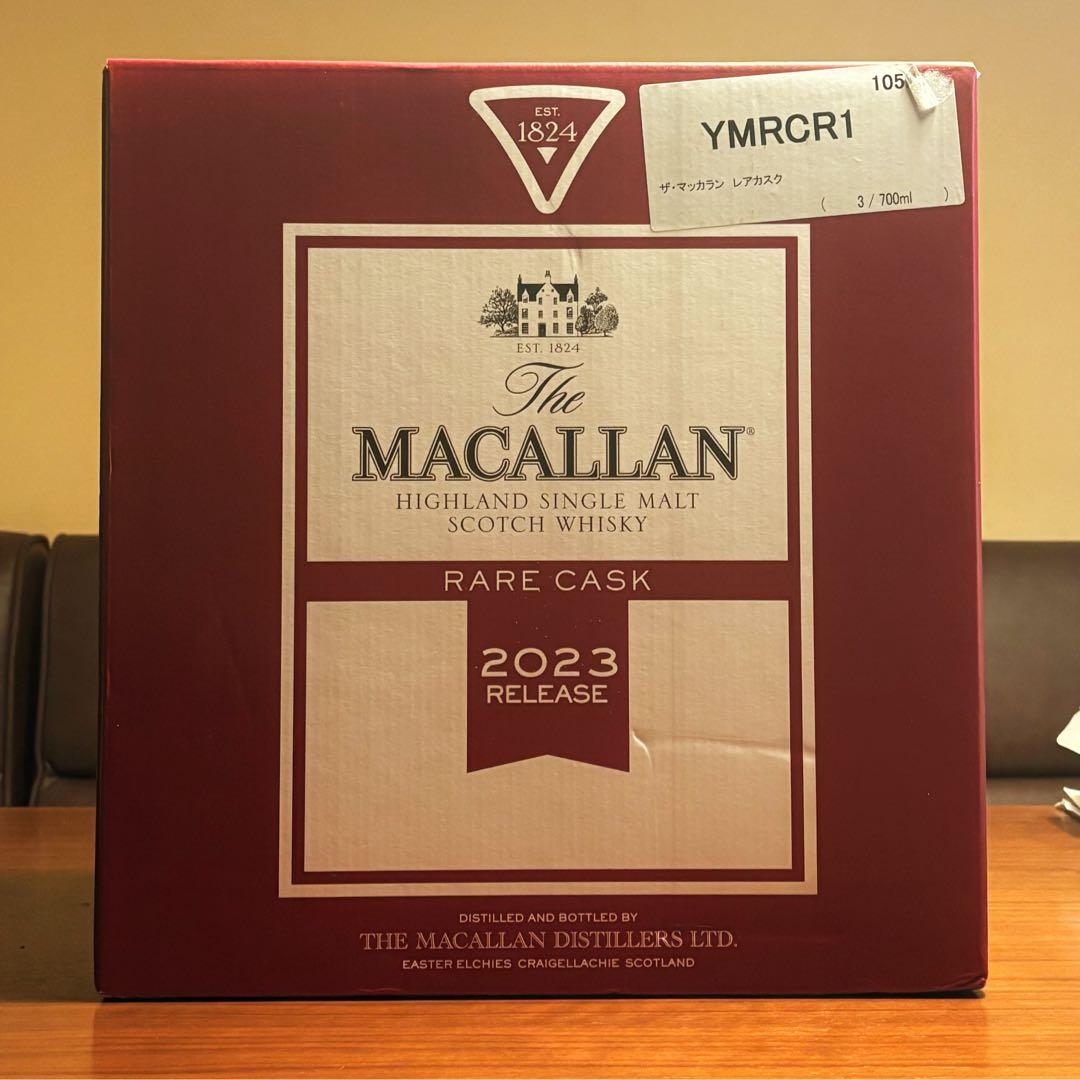 EST.
1824
105
YMRCR1
ザ・マッカラン レアカスク
( 3 / 700ml )
EST. 1824
The
MACALLAN®
HIGHLAND SINGLE MALT
SCOTCH WHISKY
RARE CASK
2023
RELEASE
DISTILLED AND BOTTLED BY
THE MACALLAN DISTILLERS LTD.
EASTER ELCHIES CRAIGELLACHIE SCOTLAND